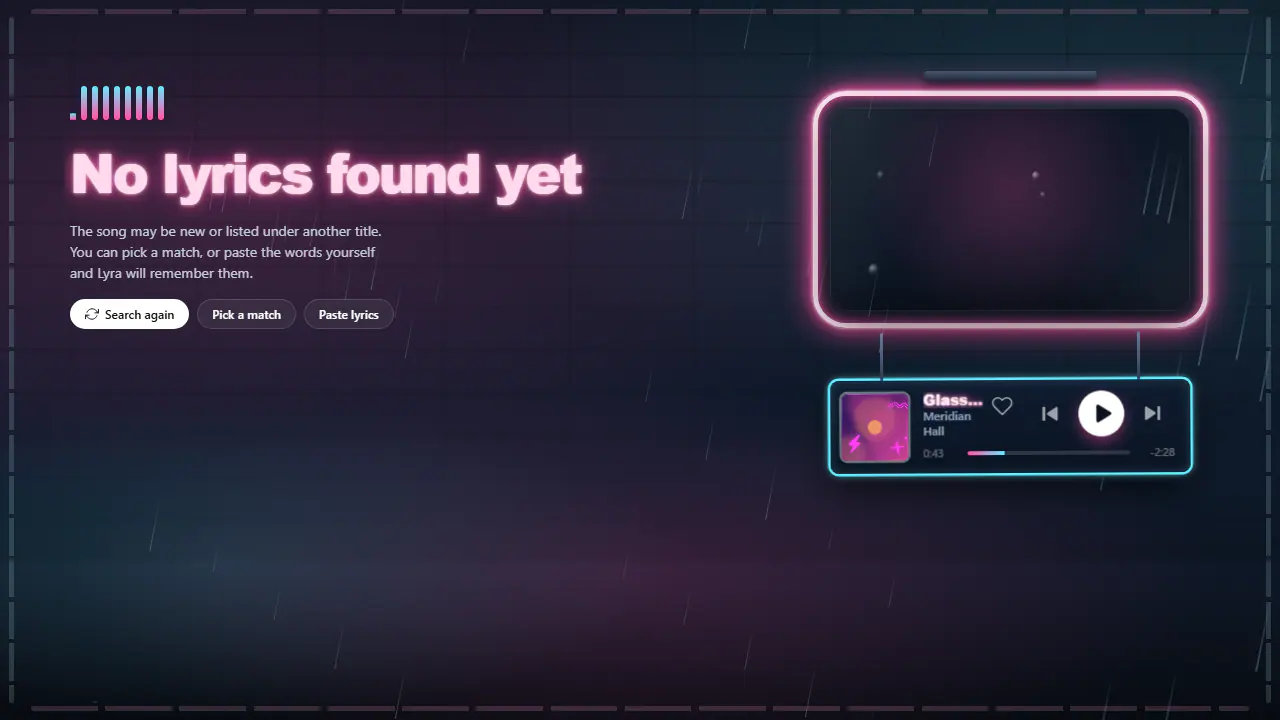 No lyrics found yet
The song may be new or listed under another title.
You can pick a match, or paste the words yourself
and Lyra will remember them.
Search again
Pick a match
Paste lyrics
Glass...
Meridian
Hall
0:43
-2:28